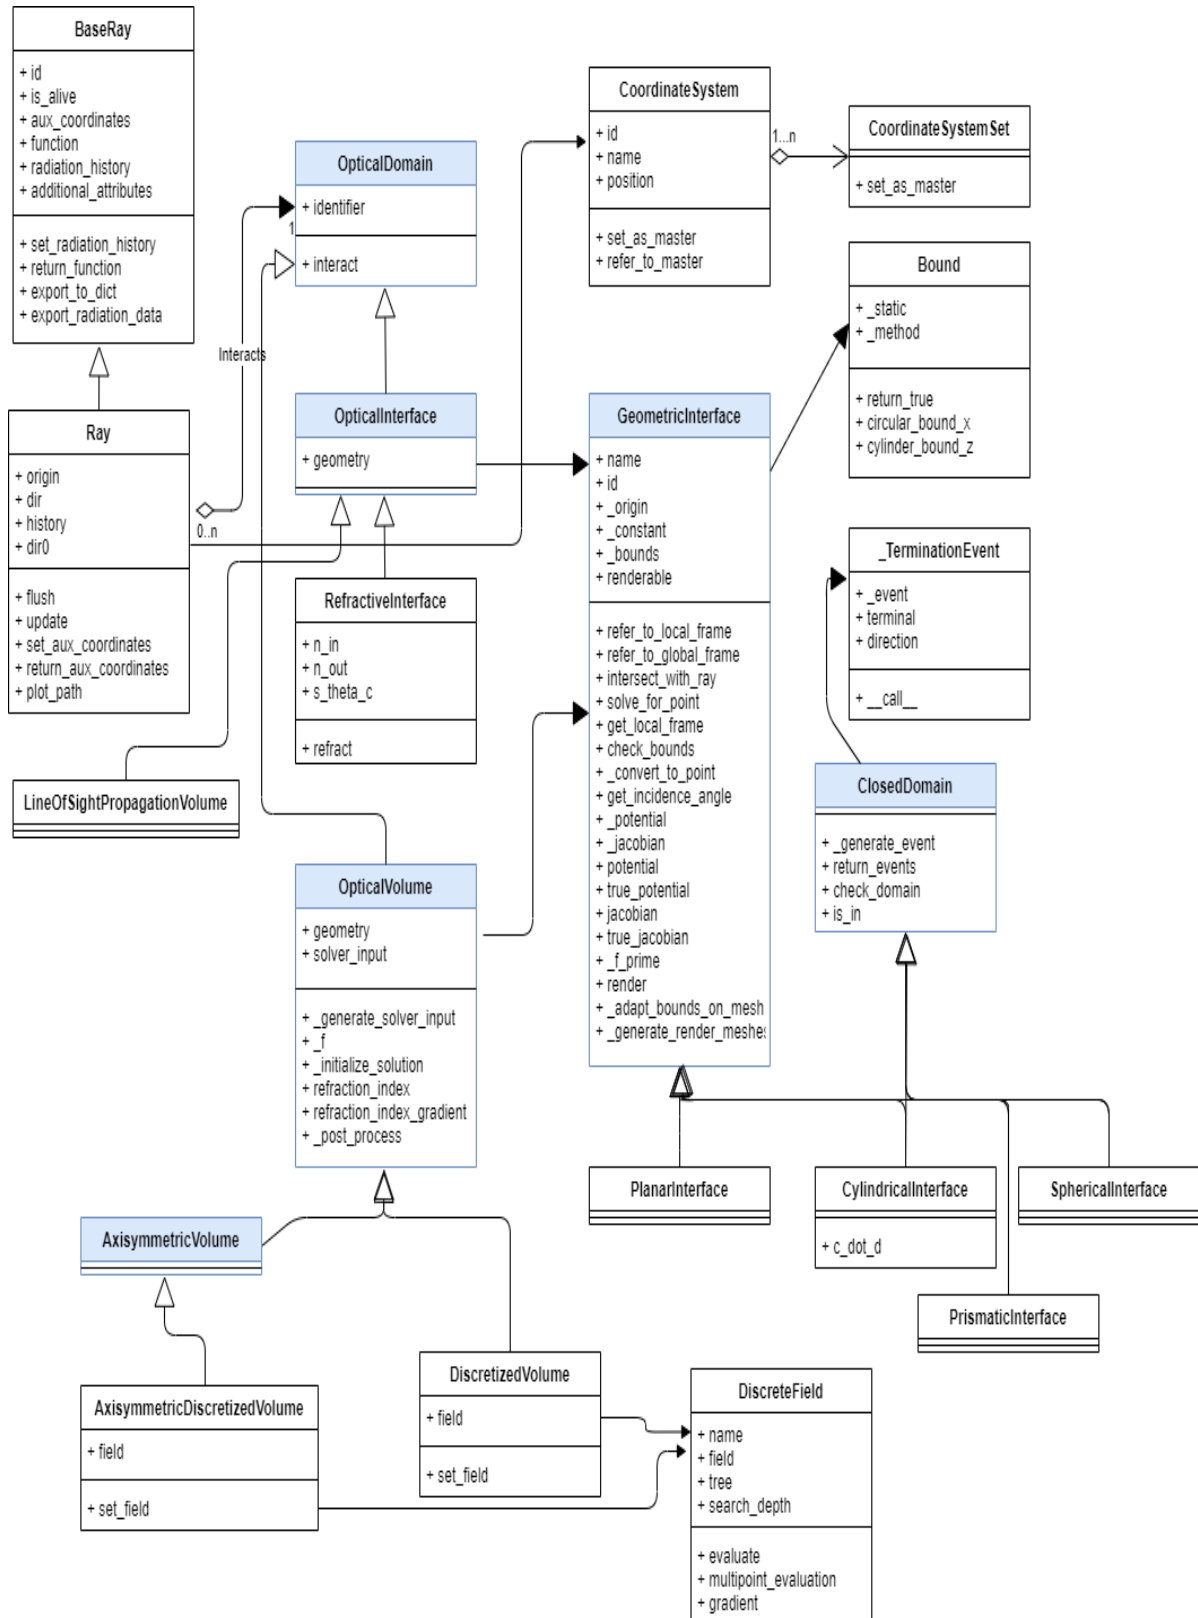 BaseRay
+ id
+ is_alive
+ aux_coordinates
+ function
+ radiation_history
+ additional_attributes
+ set_radiation_history
+ return_function
+ export_to_dict
+ export_radiation_data
Ray
+ origin
+ dir
+ history
+ dir0
+ flush
+ update
+ set_aux_coordinates
+ return_aux_coordinates
+ plot_path
LineOfSightPropagationVolume
OpticalDomain
+ identifier
+ interact
1
Interacts
0..n
OpticalInterface
+ geometry
RefractiveInterface
+ n_in
+ n_out
+ s_theta_c
+ refract
OpticalVolume
+ geometry
+ solver_input
+ _generate_solver_input
+ _f
+ _initialize_solution
+ refraction_index
+ refraction_index_gradient
+ _post_process
CoordinateSystem
+ id
+ name
+ position
+ set_as_master
+ refer_to_master
1...n
CoordinateSystemSet
+ set_as_master
Bound
+ _static
+ _method
+ return_true
+ circular_bound_x
+ cylinder_bound_z
GeometricInterface
+ name
+ id
+ _origin
+ _constant
+ _bounds
+ renderable
+ refer_to_local_frame
+ refer_to_global_frame
+ intersect_with_ray
+ solve_for_point
+ get_local_frame
+ check_bounds
+ _convert_to_point
+ get_incidence_angle
+ _potential
+ _jacobian
+ potential
+ true_potential
+ jacobian
+ true_jacobian
+ _f_prime
+ render
+ _adapt_bounds_on_mesh
+ _generate_render_meshes
_TerminationEvent
+ _event
+ terminal
+ direction
+ __call__
ClosedDomain
+ _generate_event
+ return_events
+ check_domain
+ is_in
PlanarInterface
CylindricalInterface
+ c_dot_d
SphericalInterface
PrismaticInterface
AxisymmetricVolume
AxisymmetricDiscretizedVolume
+ field
+ set_field
DiscretizedVolume
+ field
+ set_field
DiscreteField
+ name
+ field
+ tree
+ search_depth
+ evaluate
+ multipoint_evaluation
+ gradient